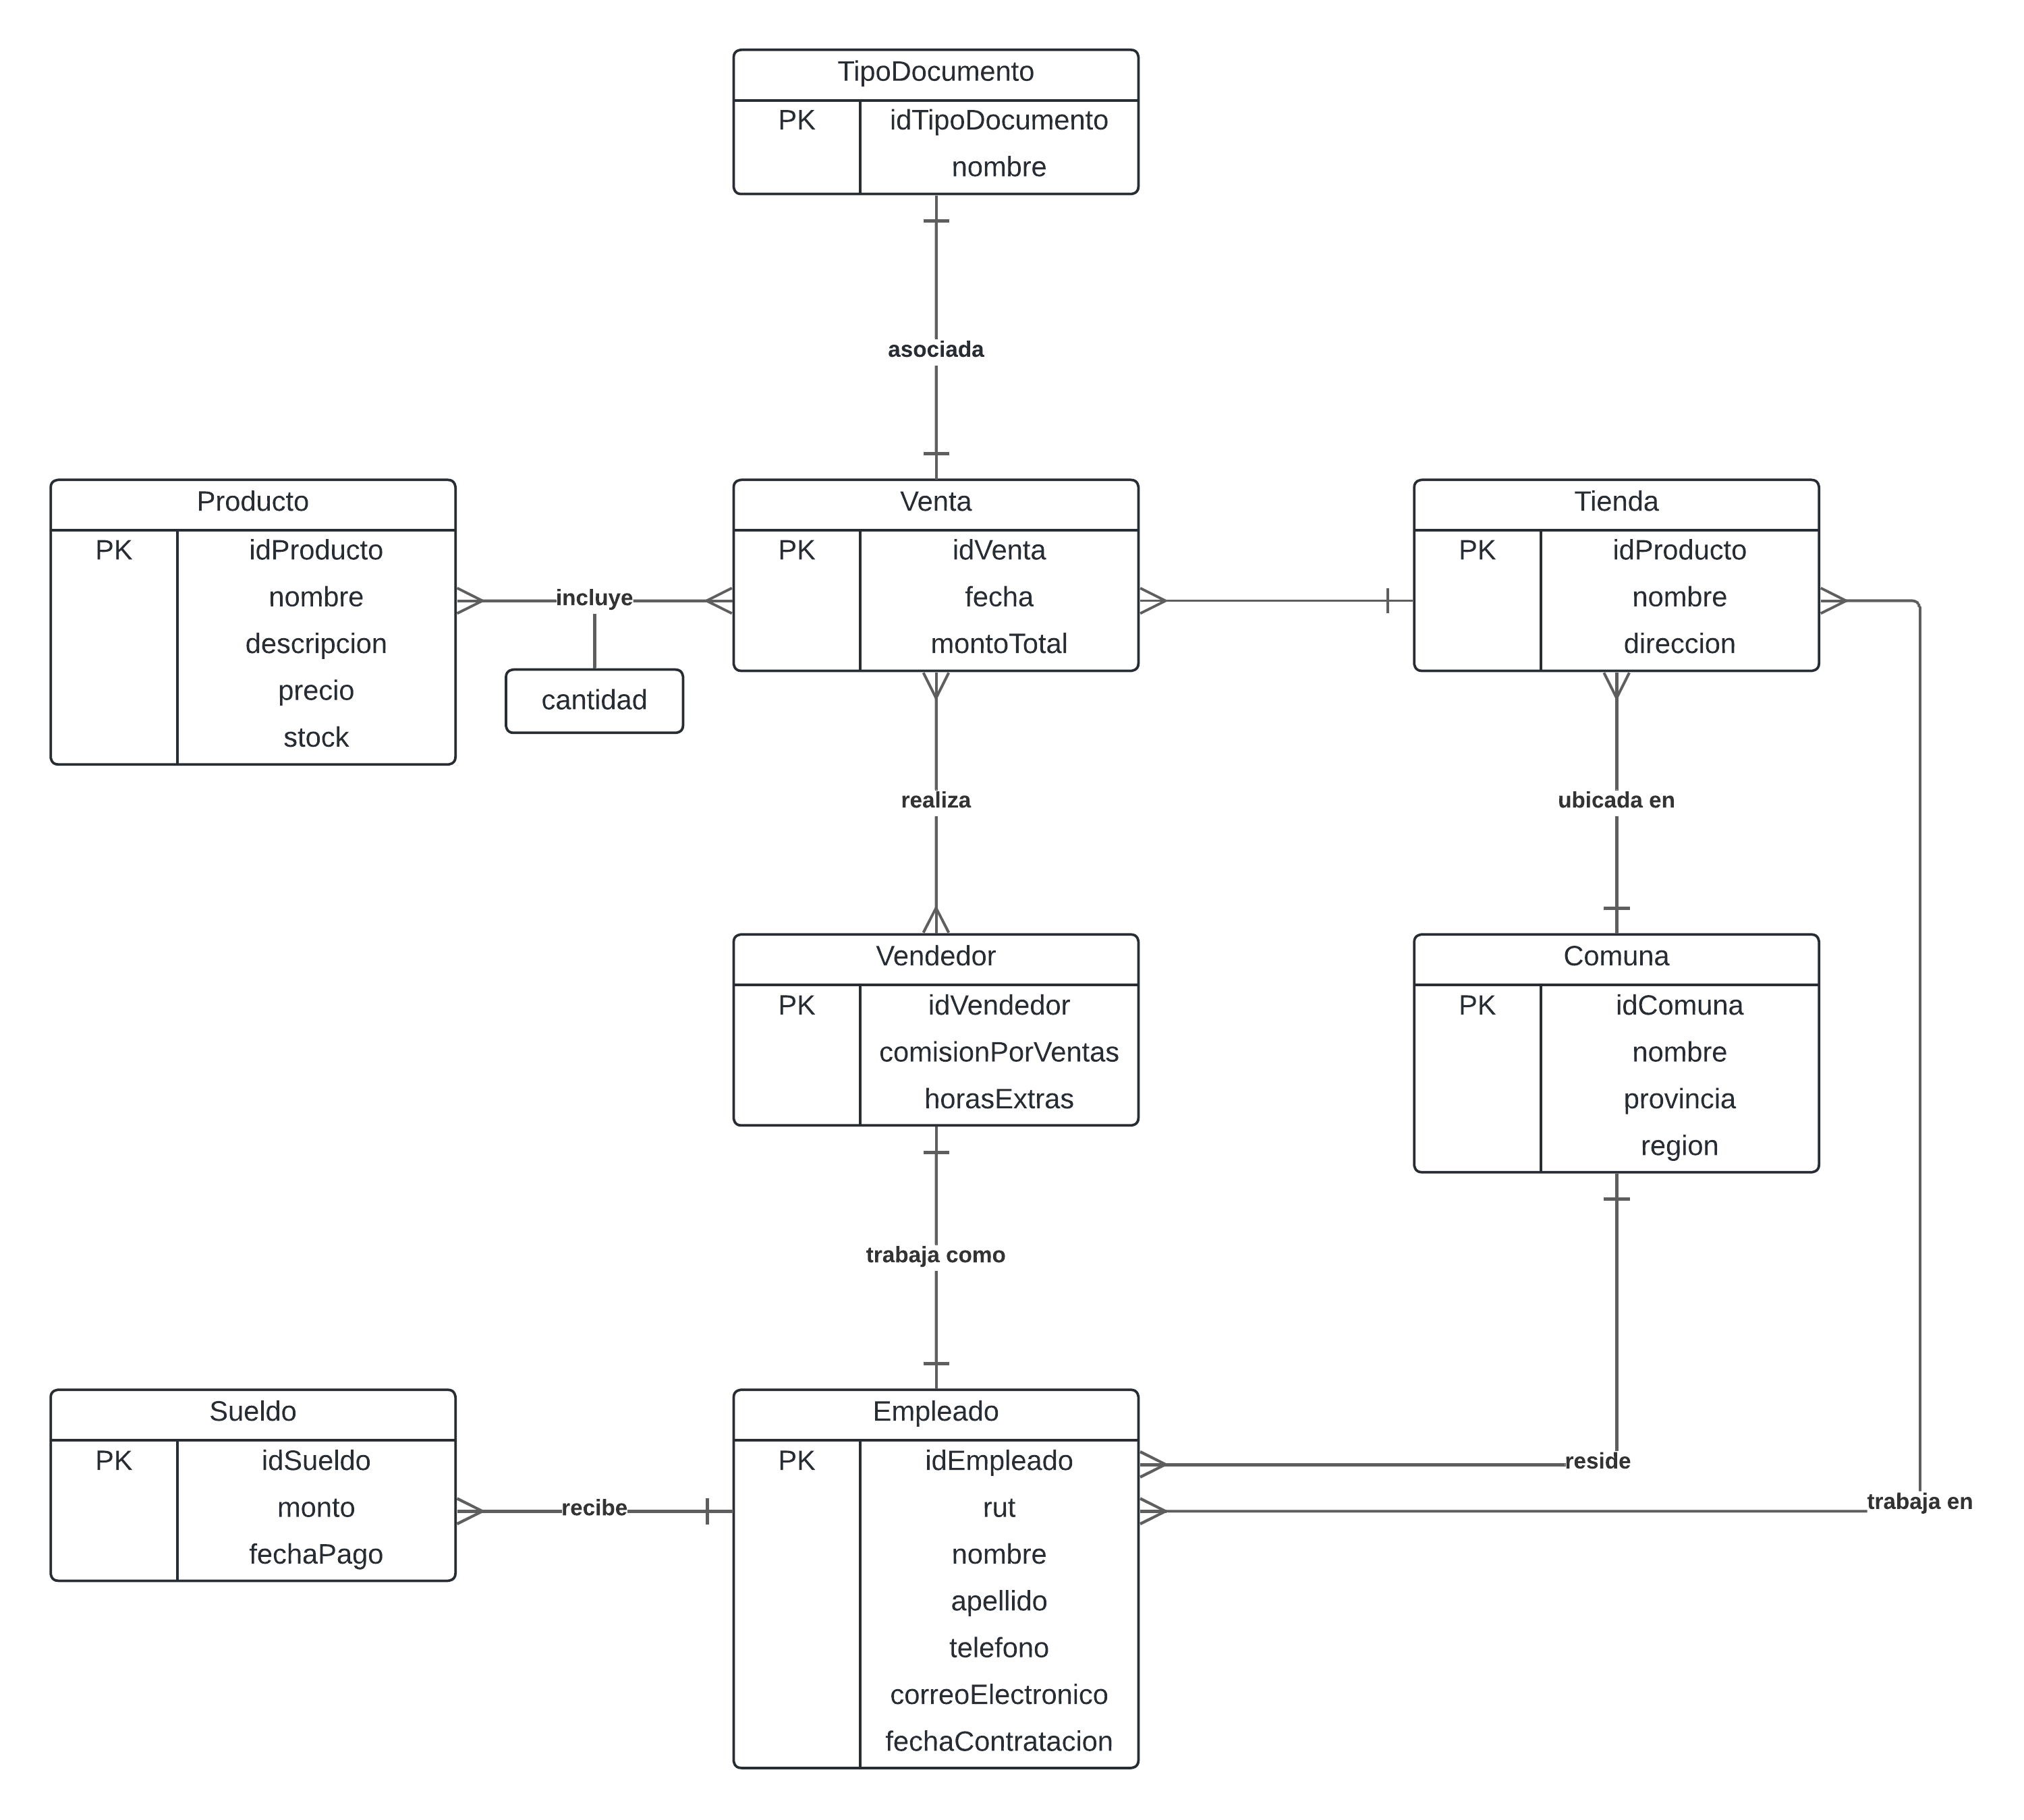 TipoDocumento
PK idTipoDocumento
nombre
asociada
Producto
PK idProducto
nombre
descripcion
precio
stock
incluye
cantidad
Venta
PK idVenta
fecha
montoTotal
Tienda
PK idProducto
nombre
direccion
realiza
ubicada en
Vendedor
PK idVendedor
comisionPorVentas
horasExtras
Comuna
PK idComuna
nombre
provincia
region
trabaja como
Sueldo
PK idSueldo
monto
fechaPago
recibe
Empleado
PK idEmpleado
rut
nombre
apellido
telefono
correoElectronico
fechaContratacion
reside
trabaja en